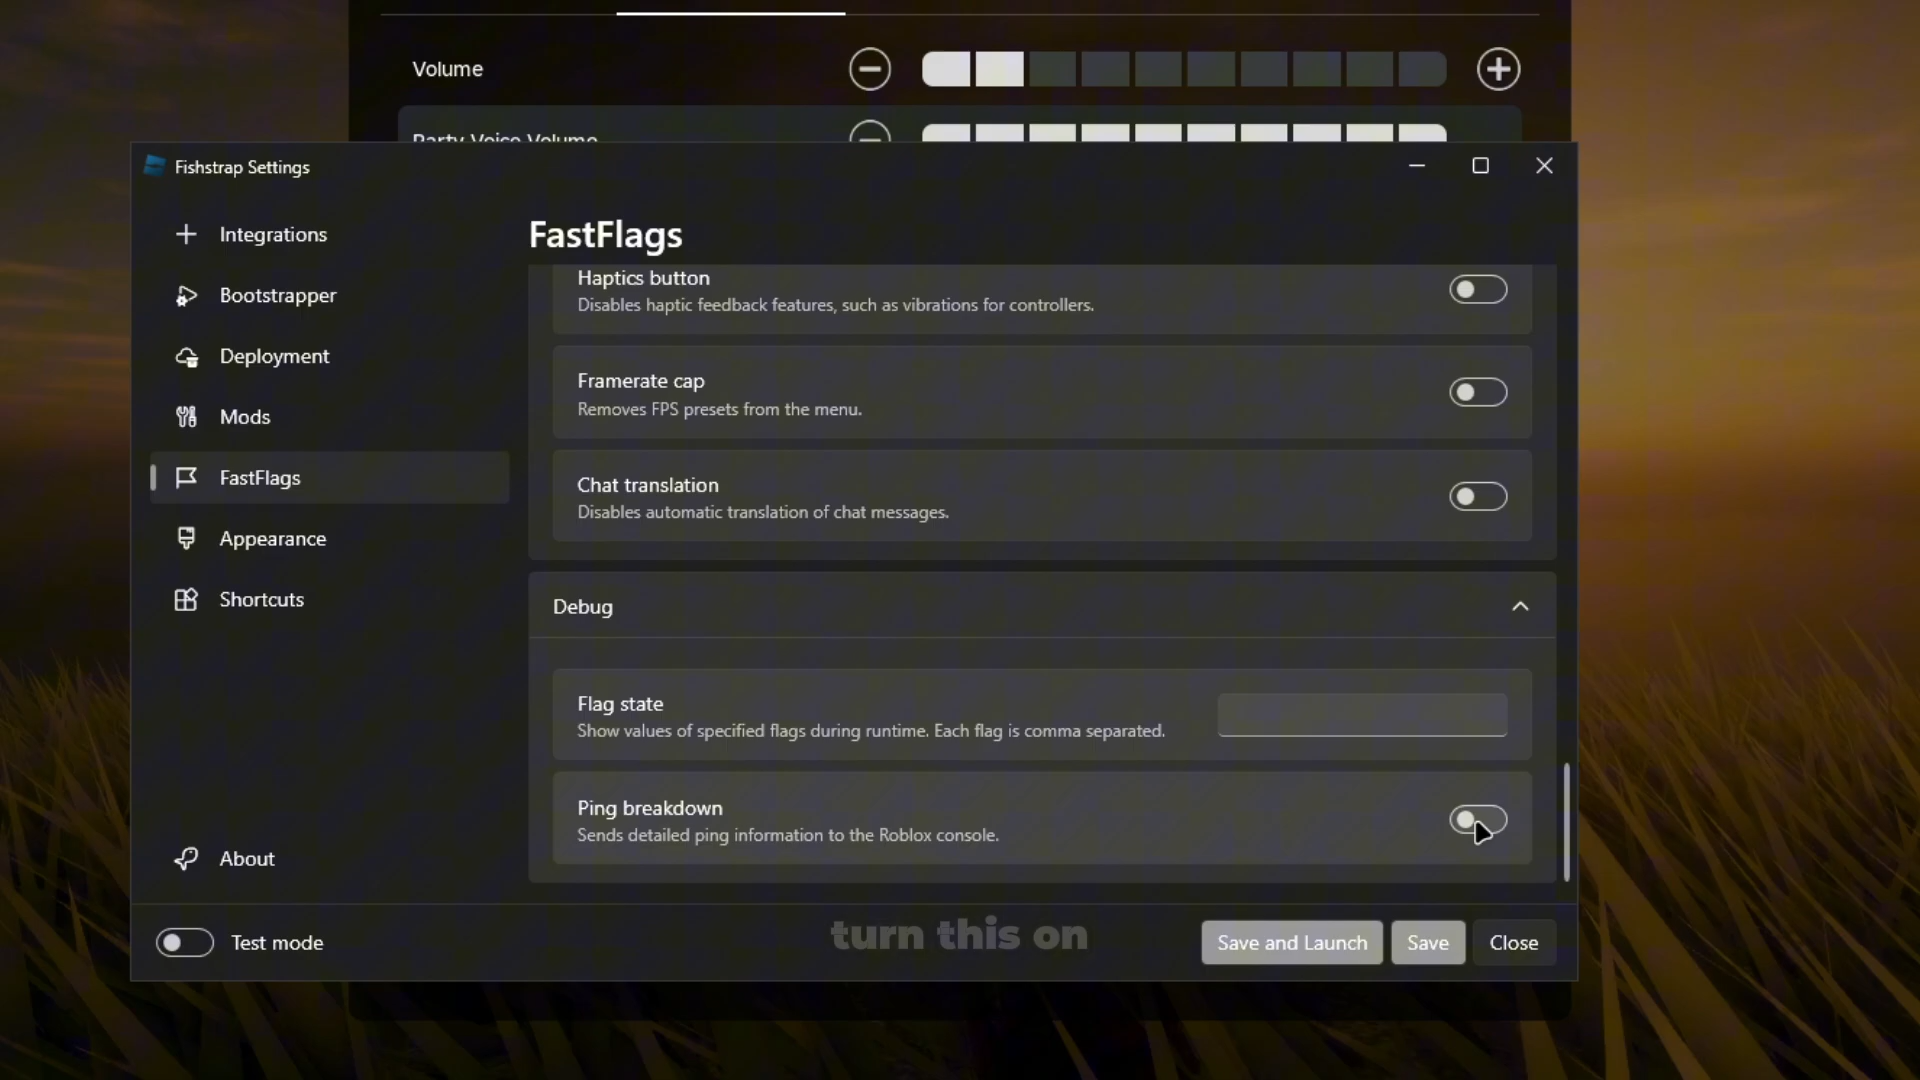 Volume
Party Voice Volume
Fishstrap Settings
Integrations
Bootstrapper
Deployment
Mods
FastFlags
Appearance
Shortcuts
About
FastFlags
Haptics button
Disables haptic feedback features, such as vibrations for controllers.
Framerate cap
Removes FPS presets from the menu.
Chat translation
Disables automatic translation of chat messages.
Debug
Flag state
Show values of specified flags during runtime. Each flag is comma separated.
Ping breakdown
Sends detailed ping information to the Roblox console.
Test mode
turn this on
Save and Launch
Save
Close